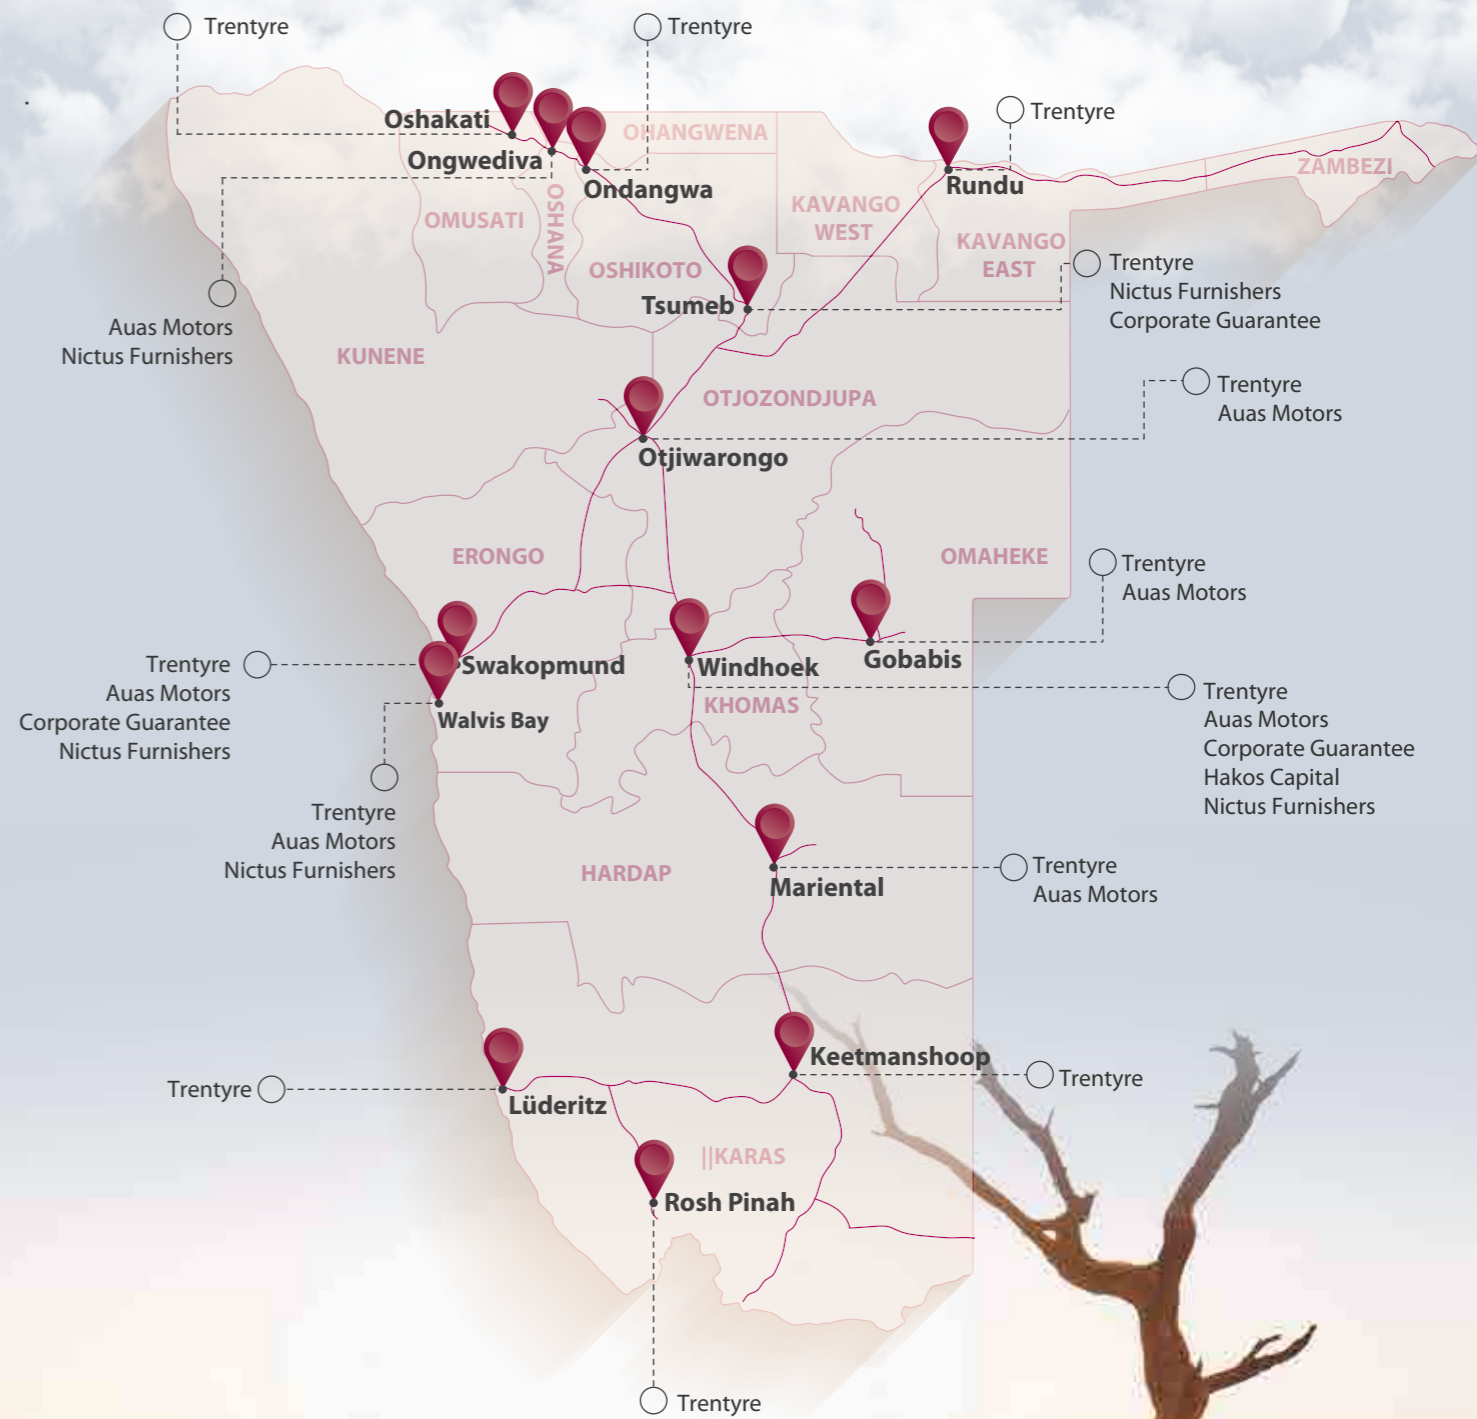 Trentyre
Trentyre
Oshakati
Ongwediva
Ondangwa
OHANGWENA
Trentyre
Rundu
ZAMBEZI
OMUSATI
OSHANA
OSHIKOTO
KAVANGO
WEST
KAVANGO
EAST
Tsumeb
Trentyre
Nictus Furnishers
Corporate Guarantee
Auas Motors
Nictus Furnishers
KUNENE
OTJOZONDJUPA
Trentyre
Auas Motors
Otjiwarongo
ERONGO
OMAHEKE
Trentyre
Auas Motors
Swakopmund
Windhoek
Gobabis
Trentyre
Auas Motors
Corporate Guarantee
Nictus Furnishers
Walvis Bay
KHOMAS
Trentyre
Auas Motors
Corporate Guarantee
Hakos Capital
Nictus Furnishers
Trentyre
Auas Motors
Nictus Furnishers
HARDAP
Mariental
Trentyre
Auas Motors
Keetmanshoop
Trentyre
Trentyre
Lüderitz
||KARAS
Rosh Pinah
Trentyre